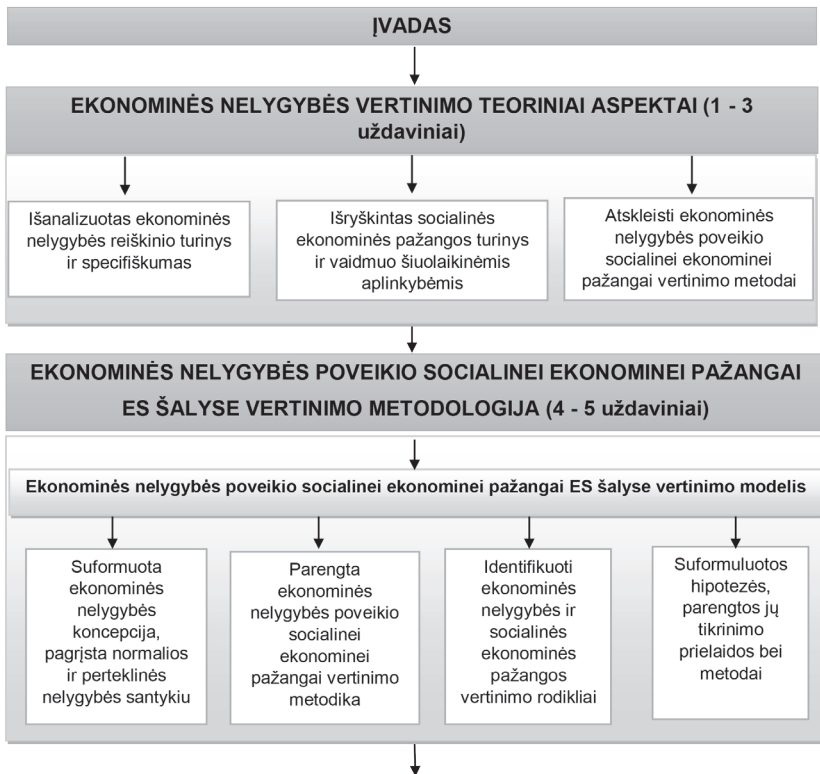 ĮVADAS
EKONOMINĖS NELYGYBĖS VERTINIMO TEORINIAI ASPEKTAI (1 - 3
uždaviniai)
Išanalizuotas ekonominės
nelygybės reiškinio turinys
ir specifiškumas
Išryškintas socialinės
ekonominės pažangos turinys
ir vaidmuo šiuolaikinėmis
aplinkybėmis
Atskleisti ekonominės
nelygybės poveikio
socialinei ekonominei
pažangai vertinimo metodai
EKONOMINĖS NELYGYBĖS POVEIKIO SOCIALINEI EKONOMINEI PAŽANGAI
ES ŠALYSE VERTINIMO METODOLOGIJA (4 - 5 uždaviniai)
Ekonominės nelygybės poveikio socialinei ekonominei pažangai ES šalyse vertinimo modelis
Suformuota
ekonominės
nelygybės
koncepcija,
pagrįsta normalios
ir perteklinės
nelygybės santykiu
Parengta
ekonominės
nelygybės poveikio
socialinei
ekonominei
pažangai vertinimo
metodika
Identifikuoti
ekonominės
nelygybės ir
socialinės
ekonominės
pažangos
vertinimo rodikliai
Suformuluotos
hipotezės,
parengtos jų
tikrinimo
prielaidos bei
metodai